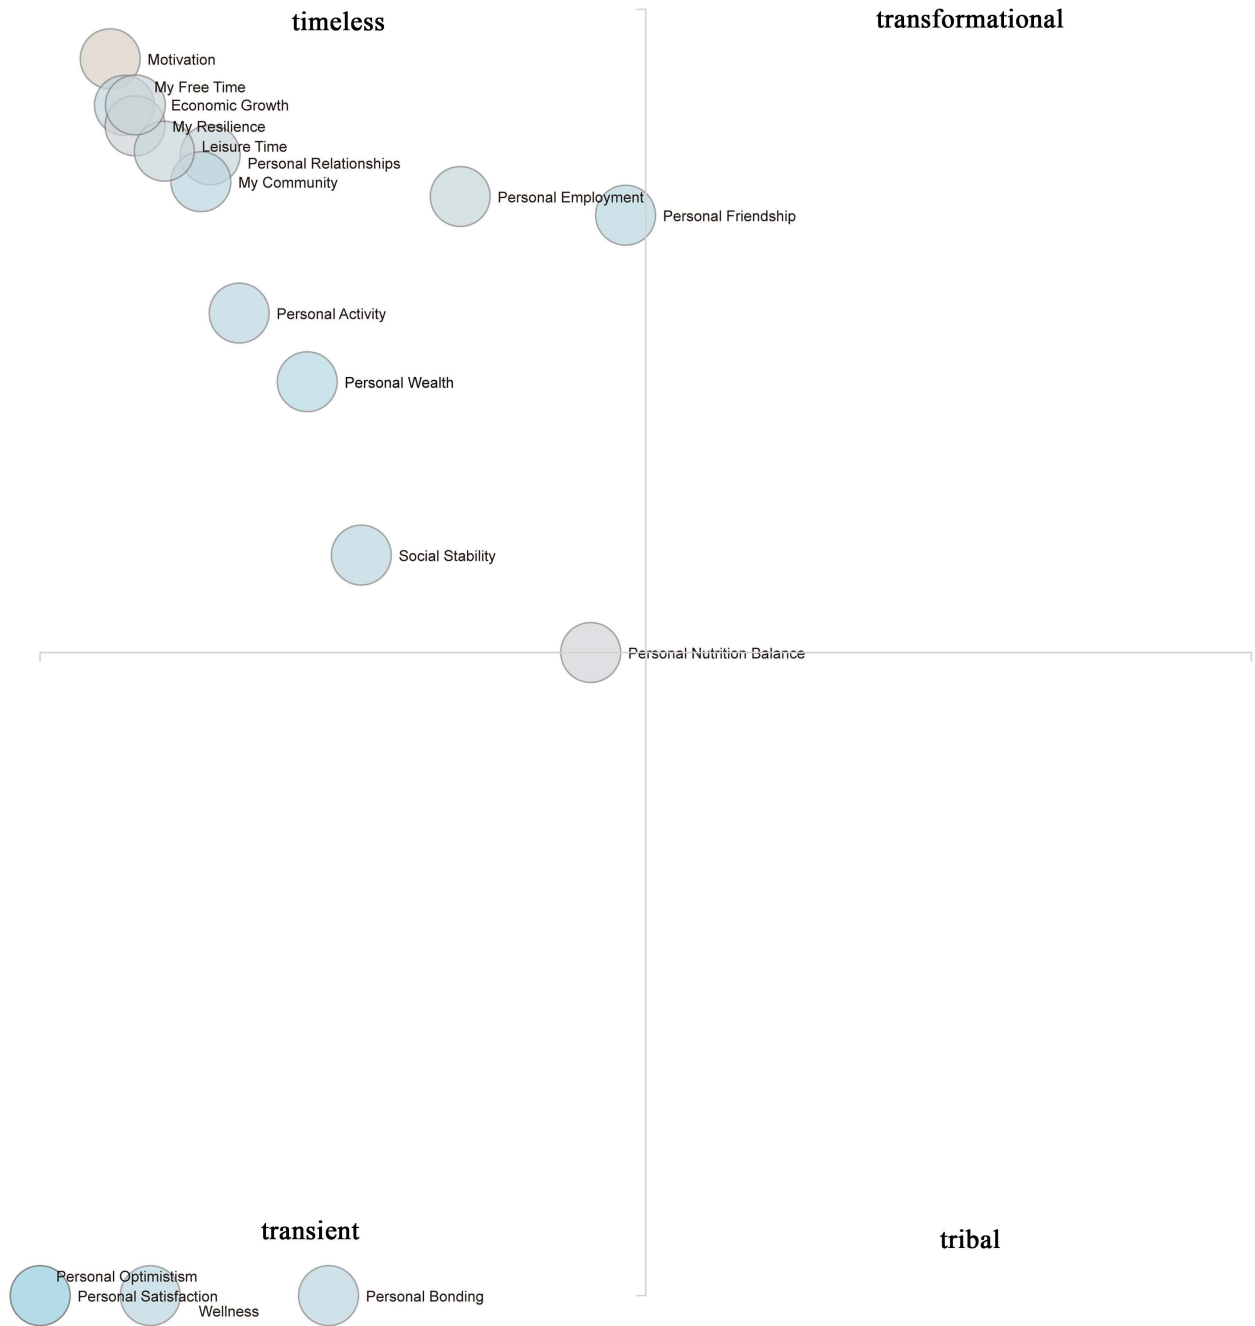 timeless
transformational
Motivation
My Free Time
Economic Growth
My Resilience
Leisure Time
Personal Relationships
My Community
Personal Employment
Personal Friendship
Personal Activity
Personal Wealth
Social Stability
Personal Nutrition Balance
transient
tribal
Personal Optimistism
Personal Satisfaction
Wellness
Personal Bonding